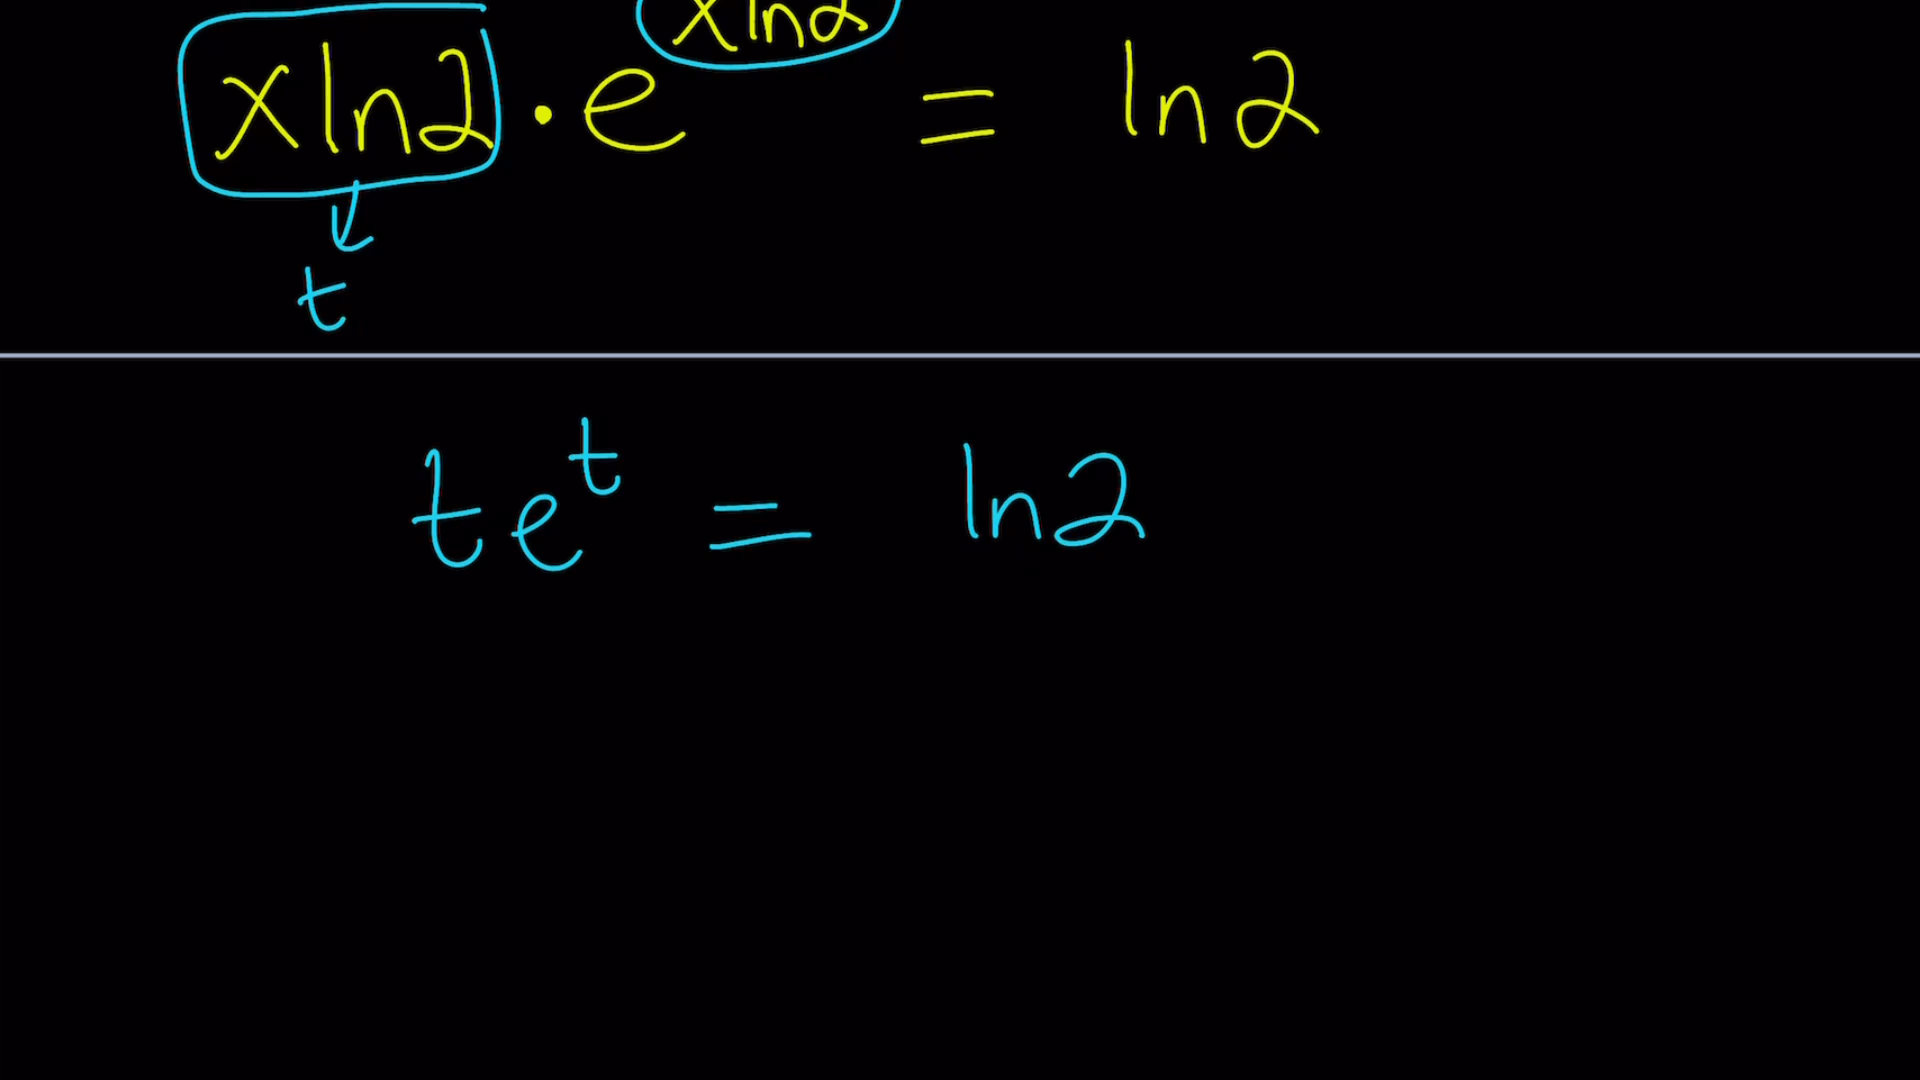 xln2 · e^xln2 = ln2
t
te^t = ln2